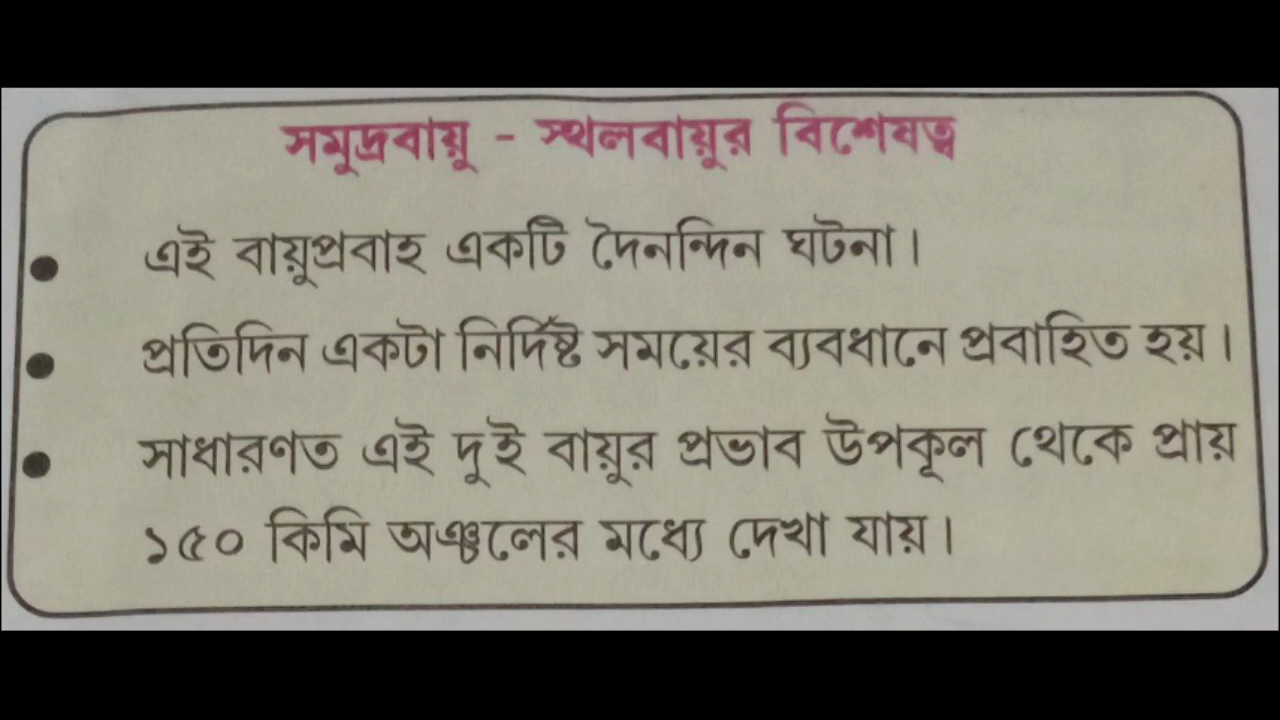 সমুদ্রবায়ু - স্থলবায়ুর বিশেষত্ব
● এই বায়ুপ্রবাহ একটি দৈনন্দিন ঘটনা।
● প্রতিদিন একটা নির্দিষ্ট সময়ের ব্যবধানে প্রবাহিত হয়।
● সাধারণত এই দুই বায়ুর প্রভাব উপকূল থেকে প্রায়
১৫০ কিমি অঞ্চলের মধ্যে দেখা যায়।